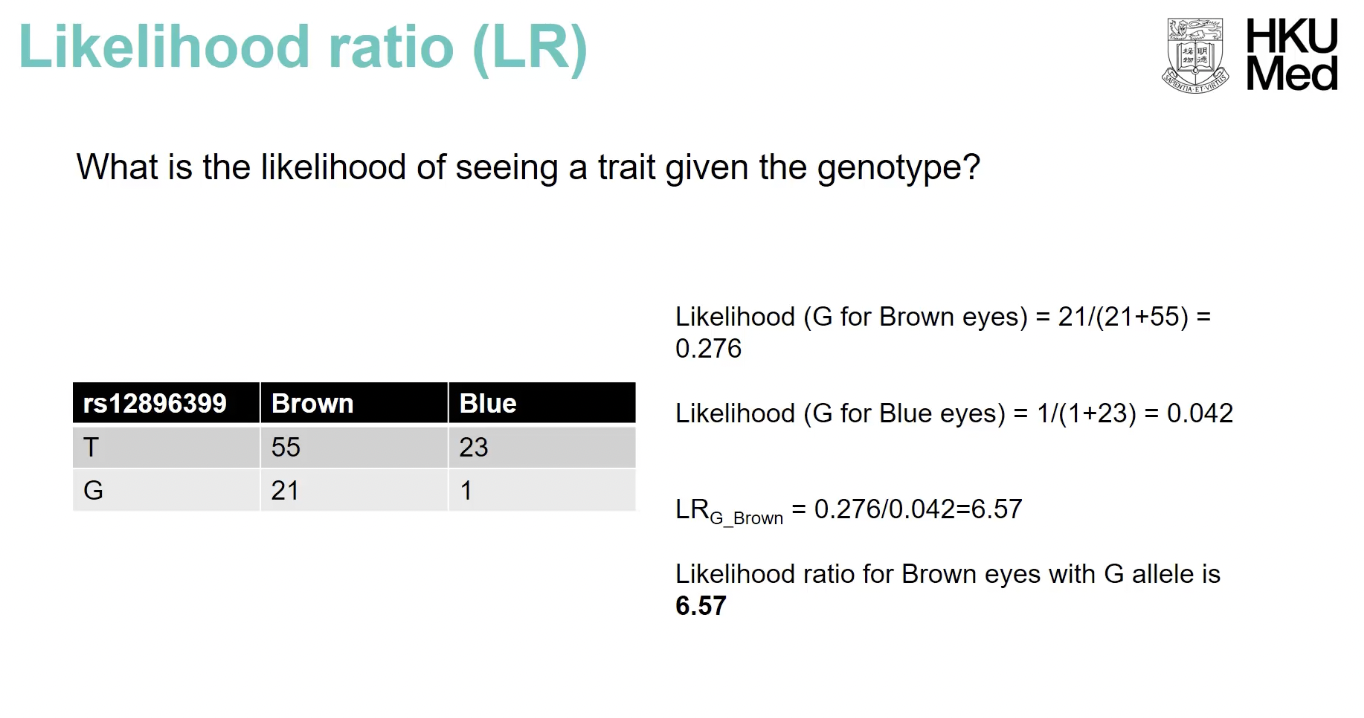 Likelihood ratio (LR)
HKU
Med
SAPIENTIA·ET·VIRTUS
What is the likelihood of seeing a trait given the genotype?
Likelihood (G for Brown eyes) = 21/(21+55) =
0.276
Likelihood (G for Blue eyes) = 1/(1+23) = 0.042
rs12896399 Brown Blue
T 55 23
G 21 1
LRG_Brown = 0.276/0.042=6.57
Likelihood ratio for Brown eyes with G allele is
6.57